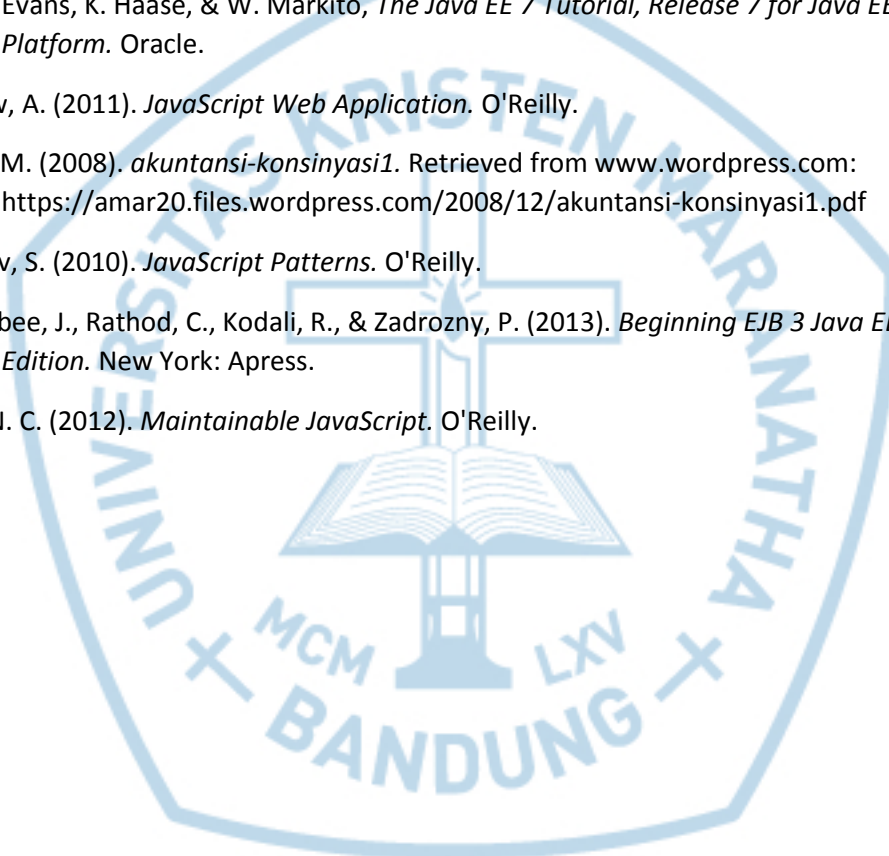 Evans, K. Haase, & W. Markito, The Java EE 7 Tutorial, Release 7 for Java EE
Platform. Oracle.
, A. (2011). JavaScript Web Application. O'Reilly.
M. (2008). akuntansi-konsinyasi1. Retrieved from www.wordpress.com:
https://amar20.files.wordpress.com/2008/12/akuntansi-konsinyasi1.pdf
, S. (2010). JavaScript Patterns. O'Reilly.
bee, J., Rathod, C., Kodali, R., & Zadrozny, P. (2013). Beginning EJB 3 Java EE
Edition. New York: Apress.
. C. (2012). Maintainable JavaScript. O'Reilly.
UNIVERSITAS KRISTEN MARANATHA
MCM LXV
BANDUNG